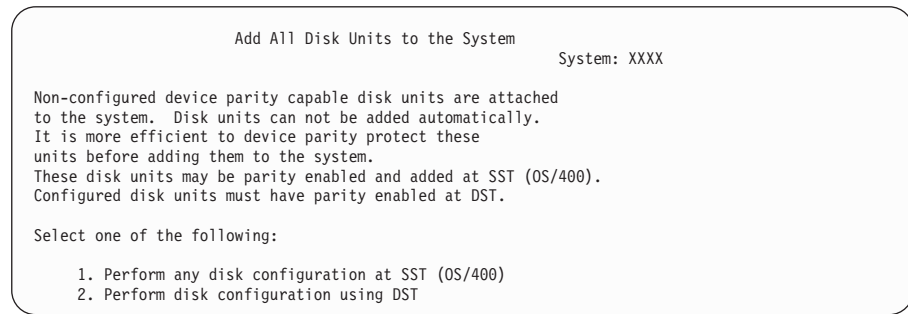 Add All Disk Units to the System
System: XXXX
Non-configured device parity capable disk units are attached
to the system. Disk units can not be added automatically.
It is more efficient to device parity protect these
units before adding them to the system.
These disk units may be parity enabled and added at SST (OS/400).
Configured disk units must have parity enabled at DST.
Select one of the following:
1. Perform any disk configuration at SST (OS/400)
2. Perform disk configuration using DST